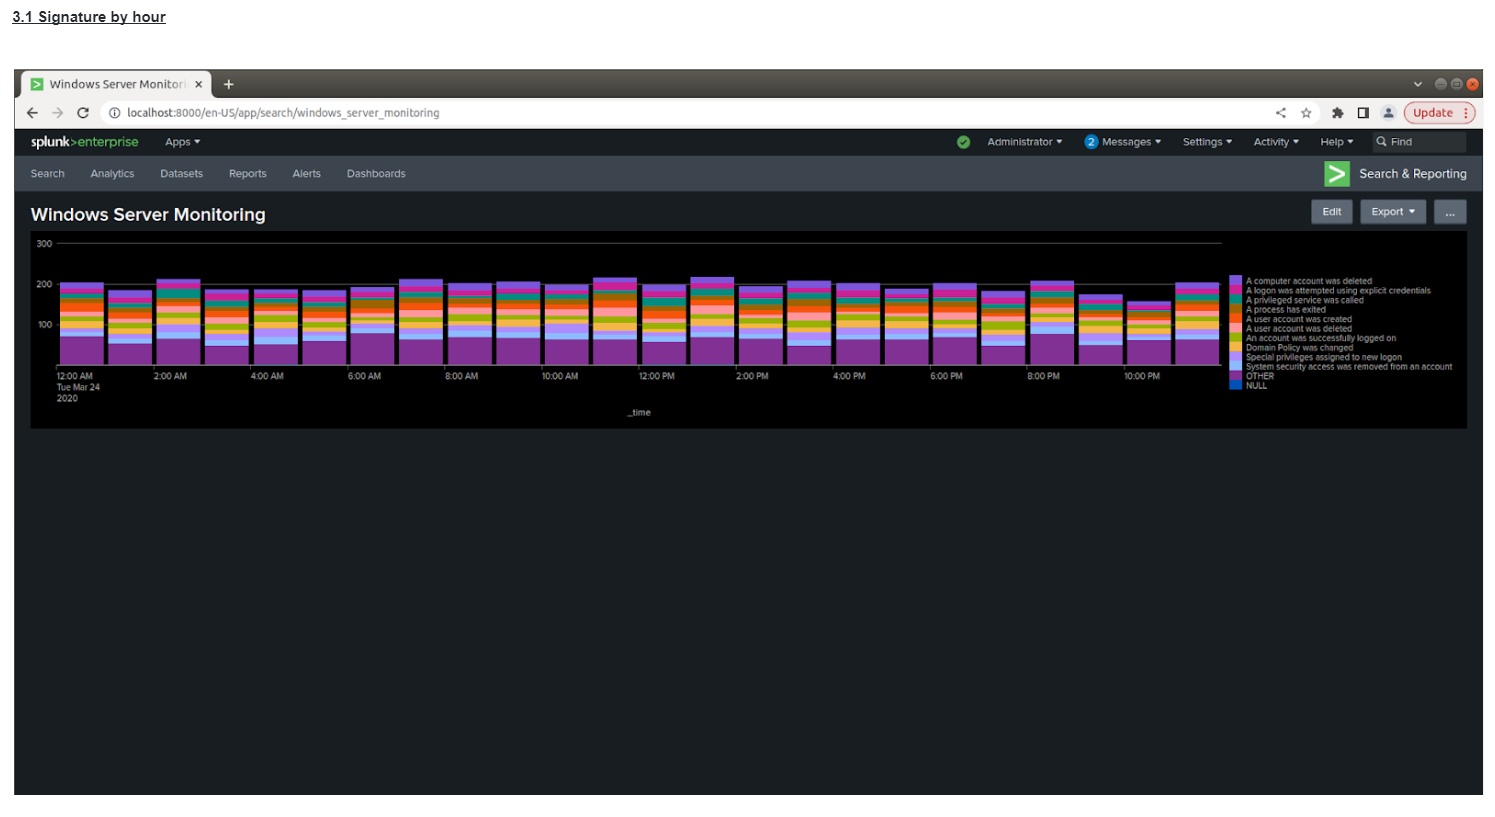 3.1 Signature by hour
Windows Server Monitori
localhost:8000/en-US/app/search/windows_server_monitoring
Update
splunk>enterprise Apps
Administrator 2 Messages Settings Activity Help Find
Search Analytics Datasets Reports Alerts Dashboards
Search & Reporting
Windows Server Monitoring
Edit Export ...
300
200
100
A computer account was deleted
A logon was attempted using explicit credentials
A privileged service was called
A process has exited
A user account was created
A user account was deleted
An account was successfully logged on
Domain Policy was changed
Special privileges assigned to new logon
System security access was removed from an account
OTHER
NULL
12:00 AM 2:00 AM 4:00 AM 6:00 AM 8:00 AM 10:00 AM 12:00 PM 2:00 PM 4:00 PM 6:00 PM 8:00 PM 10:00 PM
Tue Mar 24
2020
_time